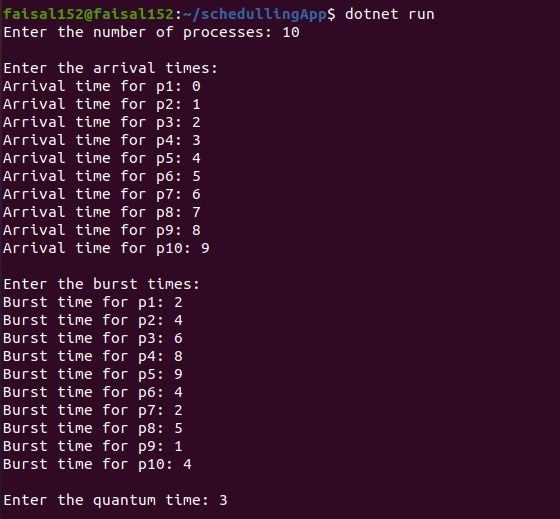 faisal152@faisal152:~/schedullingApp$ dotnet run
Enter the number of processes: 10
Enter the arrival times:
Arrival time for p1: 0
Arrival time for p2: 1
Arrival time for p3: 2
Arrival time for p4: 3
Arrival time for p5: 4
Arrival time for p6: 5
Arrival time for p7: 6
Arrival time for p8: 7
Arrival time for p9: 8
Arrival time for p10: 9
Enter the burst times:
Burst time for p1: 2
Burst time for p2: 4
Burst time for p3: 6
Burst time for p4: 8
Burst time for p5: 9
Burst time for p6: 4
Burst time for p7: 2
Burst time for p8: 5
Burst time for p9: 1
Burst time for p10: 4
Enter the quantum time: 3